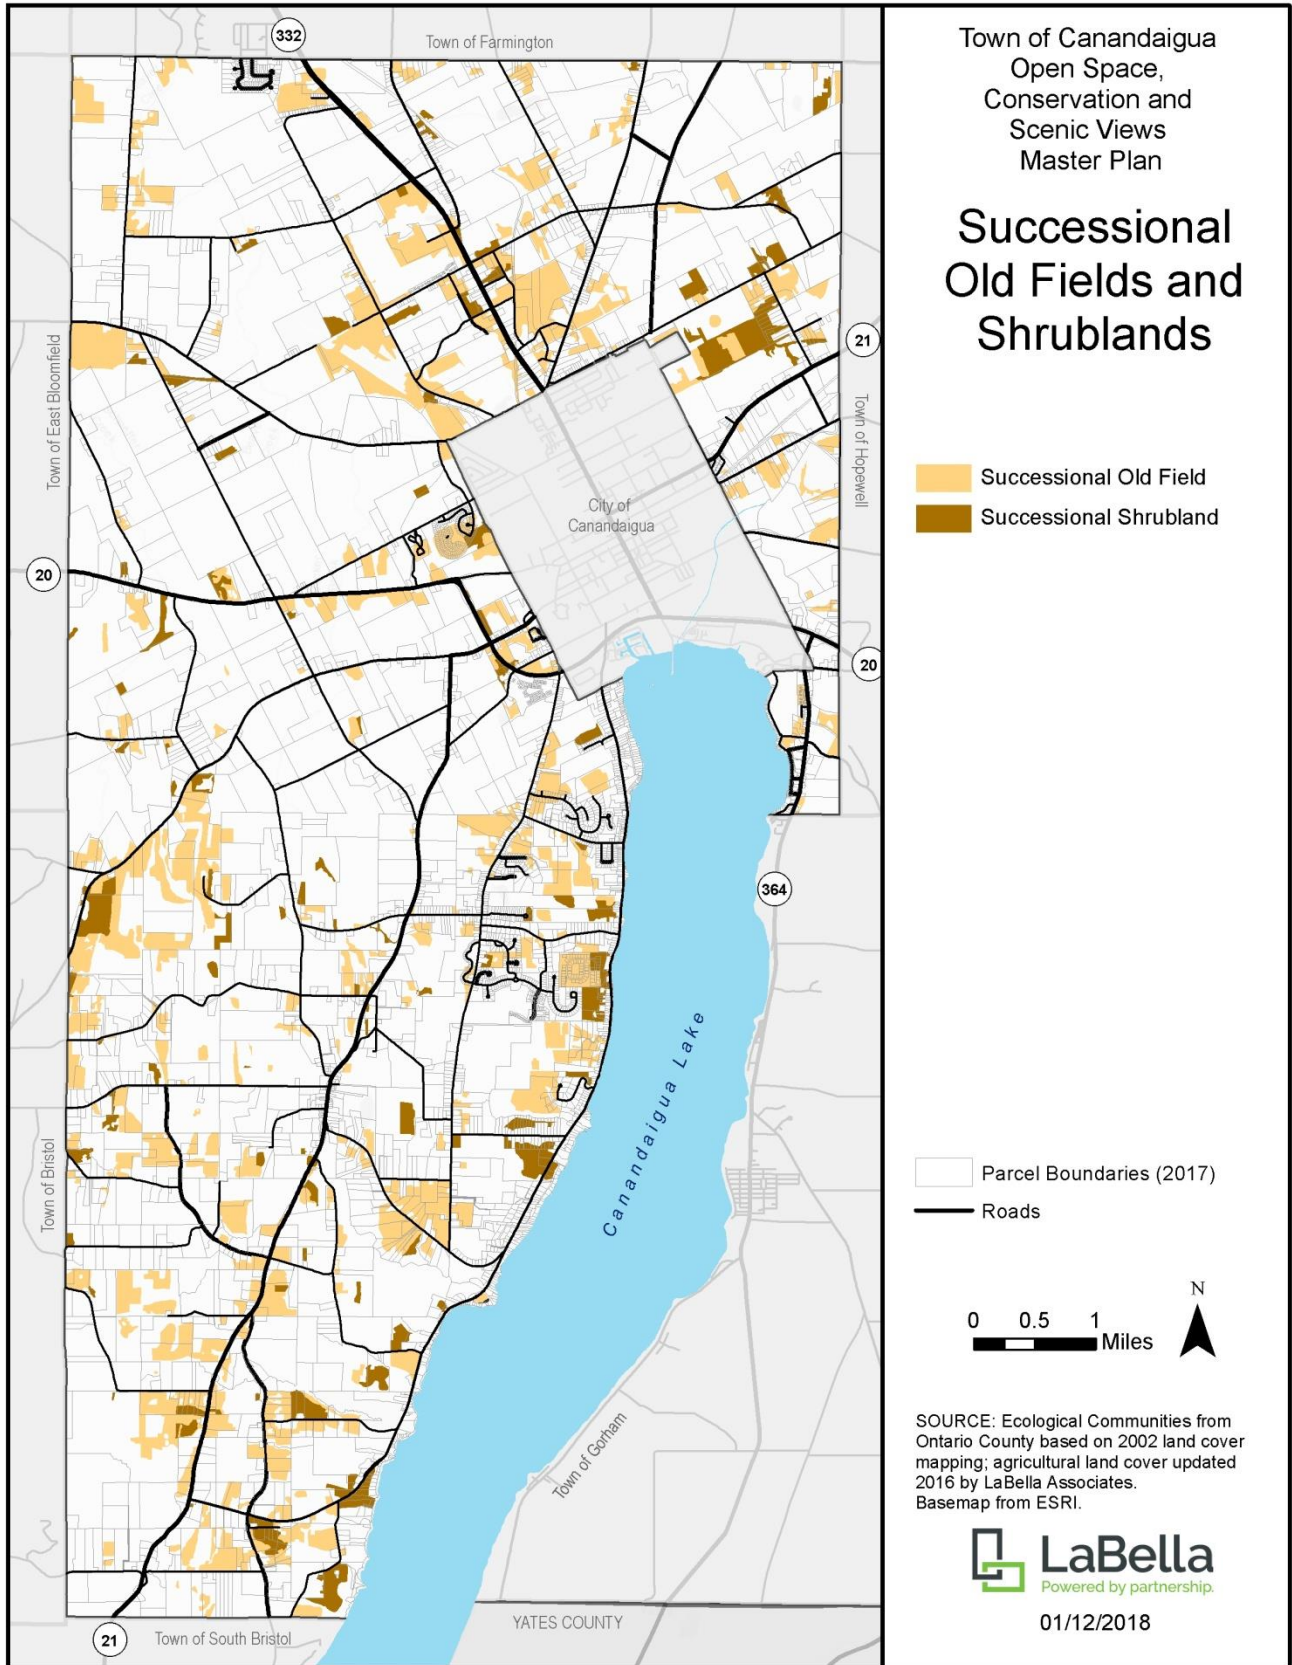 332
Town of Farmington
Town of East Bloomfield
21
Town of Hopewell
City of
Canandaigua
20
20
364
Canandaigua Lake
Town of Bristol
Town of Gorham
YATES COUNTY
21
Town of South Bristol
Town of Canandaigua
Open Space,
Conservation and
Scenic Views
Master Plan
Successional
Old Fields and
Shrublands
Successional Old Field
Successional Shrubland
Parcel Boundaries (2017)
Roads
N
0 0.5 1
Miles
SOURCE: Ecological Communities from
Ontario County based on 2002 land cover
mapping; agricultural land cover updated
2016 by LaBella Associates.
Basemap from ESRI.
LaBella
Powered by partnership.
01/12/2018